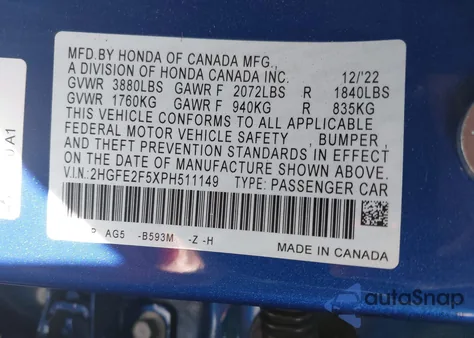 MFD.BY HONDA OF CANADA MFG.,
A DIVISION OF HONDA CANADA INC. 12/'22
GVWR 3880LBS GAWR F 2072LBS R 1840LBS
GVWR 1760KG GAWR F 940KG R 835KG
THIS VEHICLE CONFORMS TO ALL APPLICABLE
FEDERAL MOTOR VEHICLE SAFETY , BUMPER ,
AND THEFT PREVENTION STANDARDS IN EFFECT
ON THE DATE OF MANUFACTURE SHOWN ABOVE.
V.I.N:2HGFE2F5XPH511149 TYPE: PASSENGER CAR
P AG5 -B593M -Z -H
MADE IN CANADA
A1
autoSnap